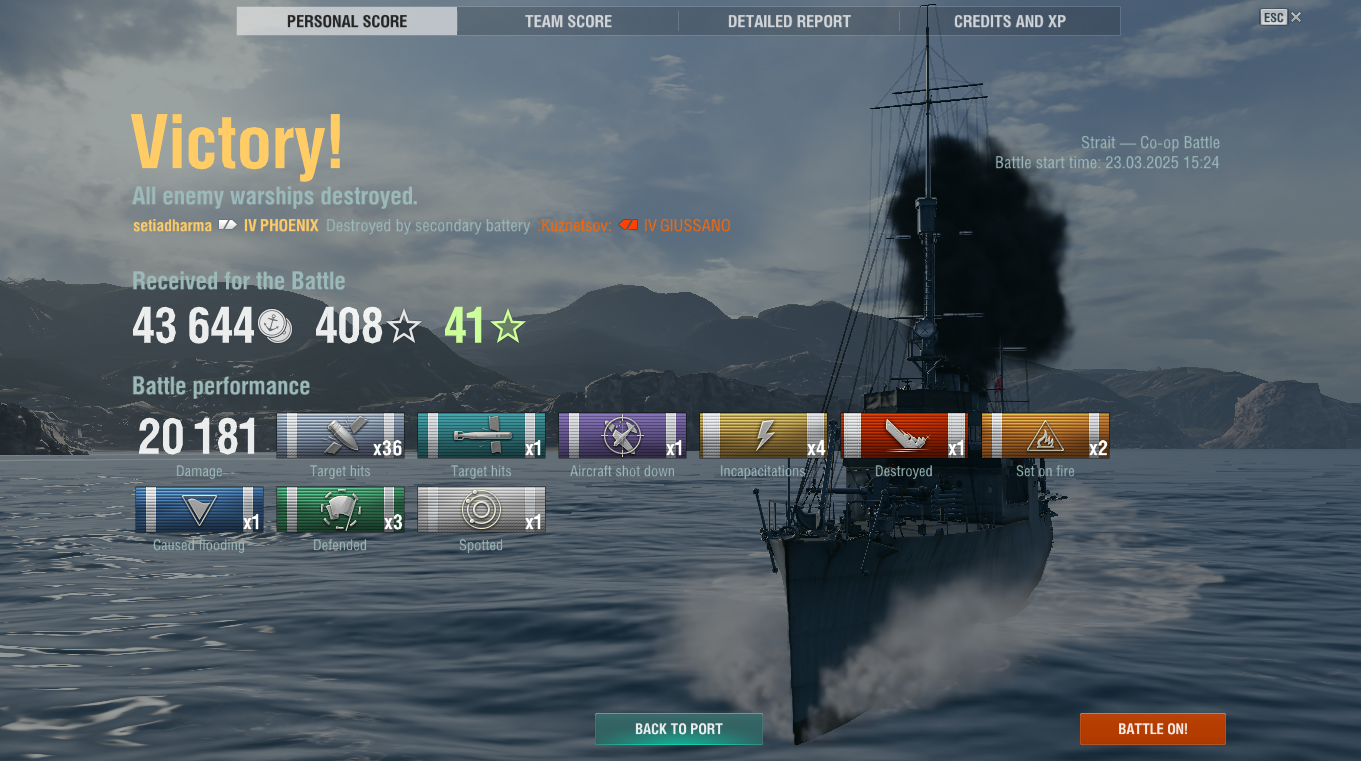 PERSONAL SCORE TEAM SCORE DETAILED REPORT CREDITS AND XP ESC
Victory!
Strait — Co-op Battle
Battle start time: 23.03.2025 15:24
All enemy warships destroyed.
setiadharma IV PHOENIX Destroyed by secondary battery :Kuznetsov: IV GIUSSANO
Received for the Battle
43 644 408 41
Battle performance
20 181 x36 x1 x1 x4 x1 x2
Damage Target hits Target hits Aircraft shot down Incapacitations Destroyed Set on fire
x1 x3 x1
Caused flooding Defended Spotted
BACK TO PORT BATTLE ON!